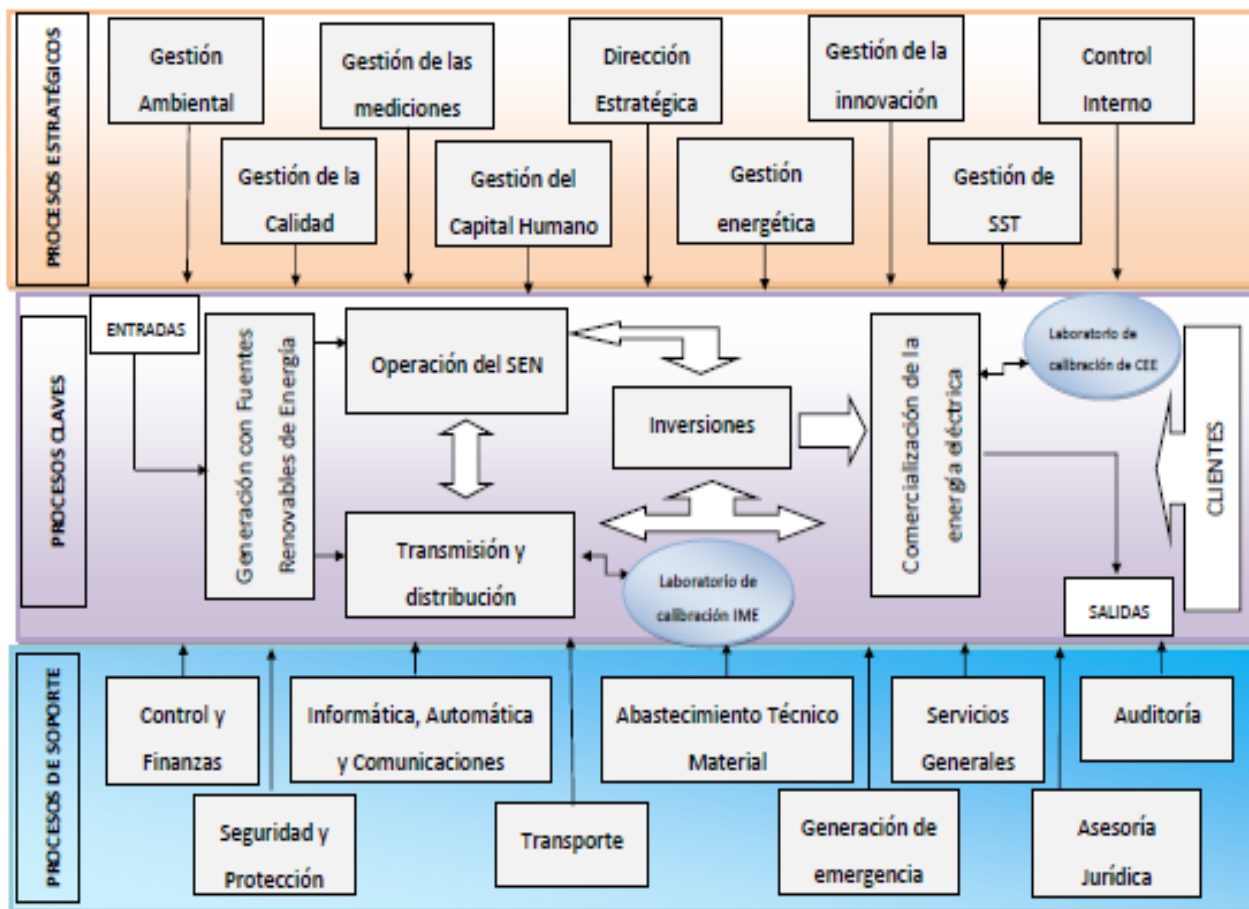 PROCESOS ESTRATÉGICOS
Gestión
Ambiental
Gestión de las
mediciones
Dirección
Estratégica
Gestión de la
innovación
Control
Interno
Gestión de la
Calidad
Gestión del
Capital Humano
Gestión
energética
Gestión de
SST
PROCESOS CLAVES
ENTRADAS
Generación con Fuentes
Renovables de Energía
Operación del SEN
Transmisión y
distribución
Inversiones
Laboratorio de
calibración IME
Comercialización de la
energía eléctrica
Laboratorio de
calibración de CEE
CLIENTES
SALIDAS
PROCESOS DE SOPORTE
Control y
Finanzas
Informática, Automática
y Comunicaciones
Abastecimiento Técnico
Material
Servicios
Generales
Auditoría
Seguridad y
Protección
Transporte
Generación de
emergencia
Asesoría
Jurídica